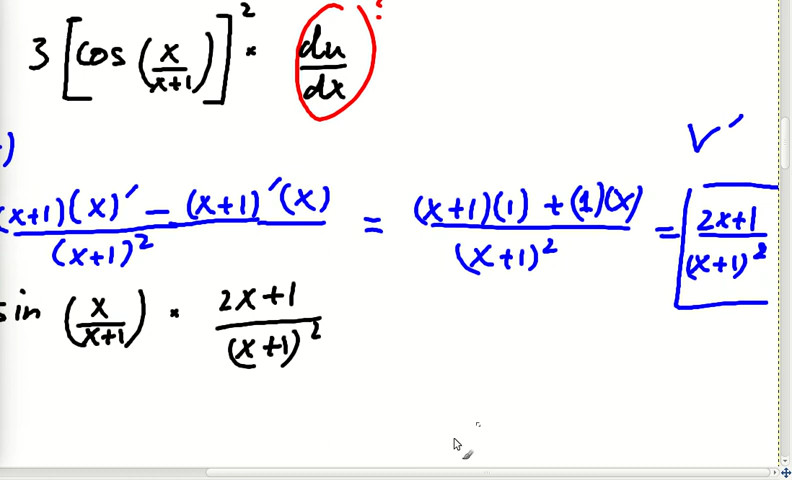 3 [cos (x/(x+1))]² · du/dx ?
) v′
(x+1)(x)′ − (x+1)′(x) / (x+1)² = (x+1)(1) + (1)(x) / (x+1)² = 2x+1 / (x+1)²
sin (x/(x+1)) · 2x+1 / (x+1)²